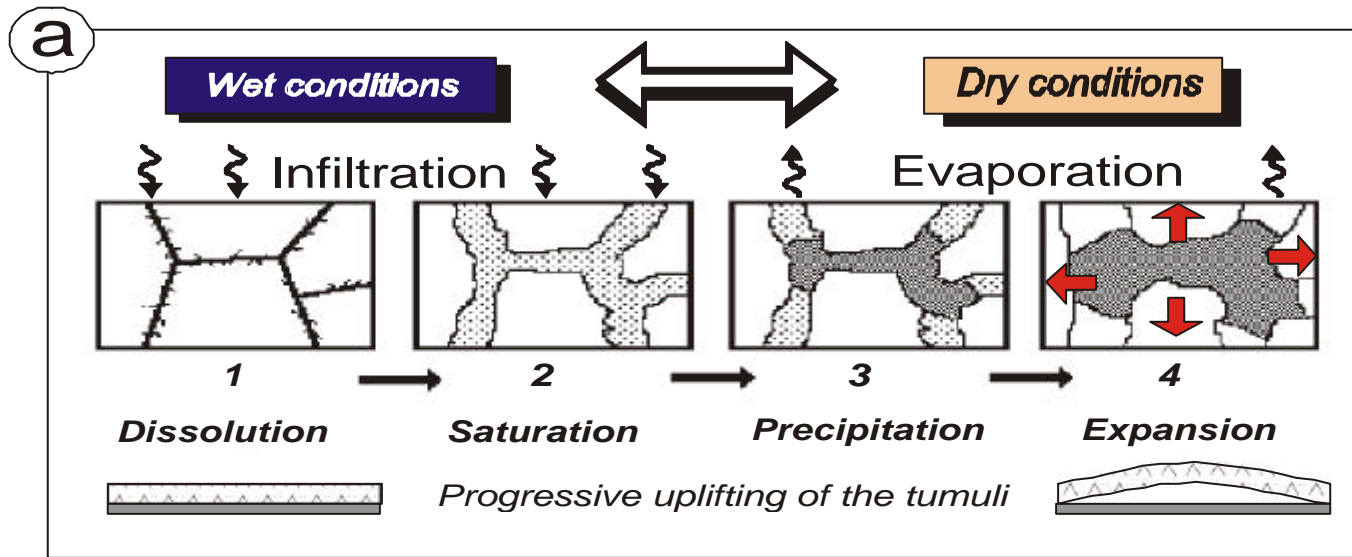 a
Wet conditions
Dry conditions
Infiltration
Evaporation
1
2
3
4
Dissolution
Saturation
Precipitation
Expansion
Progressive uplifting of the tumuli